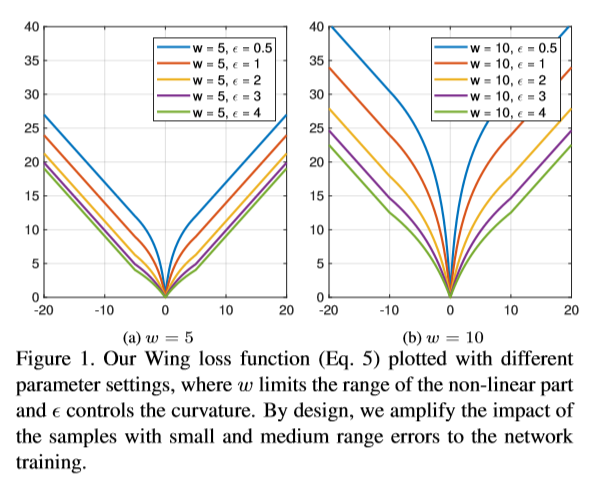 40
35
30
25
20
15
10
5
0
-20 -10 0 10 20
w = 5, ϵ = 0.5
w = 5, ϵ = 1
w = 5, ϵ = 2
w = 5, ϵ = 3
w = 5, ϵ = 4
(a) w = 5
40
35
30
25
20
15
10
5
0
-20 -10 0 10 20
w = 10, ϵ = 0.5
w = 10, ϵ = 1
w = 10, ϵ = 2
w = 10, ϵ = 3
w = 10, ϵ = 4
(b) w = 10
Figure 1. Our Wing loss function (Eq. 5) plotted with different
parameter settings, where w limits the range of the non-linear part
and ϵ controls the curvature. By design, we amplify the impact of
the samples with small and medium range errors to the network
training.